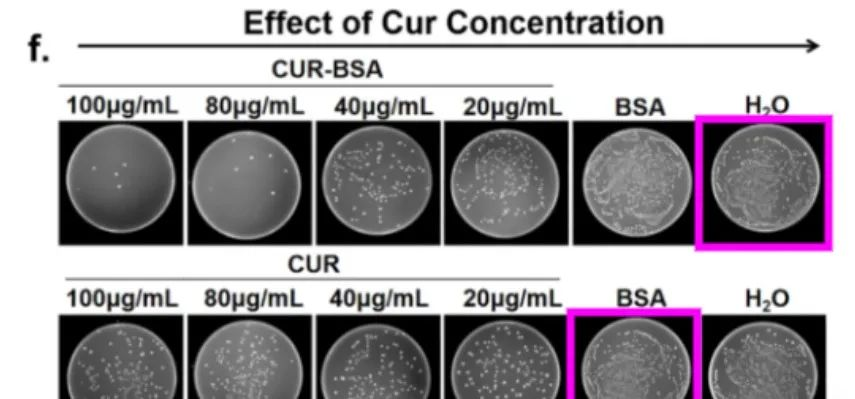 Effect of Cur Concentration
f.
CUR-BSA
100μg/mL 80μg/mL 40μg/mL 20μg/mL BSA H₂O
CUR
100μg/mL 80μg/mL 40μg/mL 20μg/mL BSA H₂O